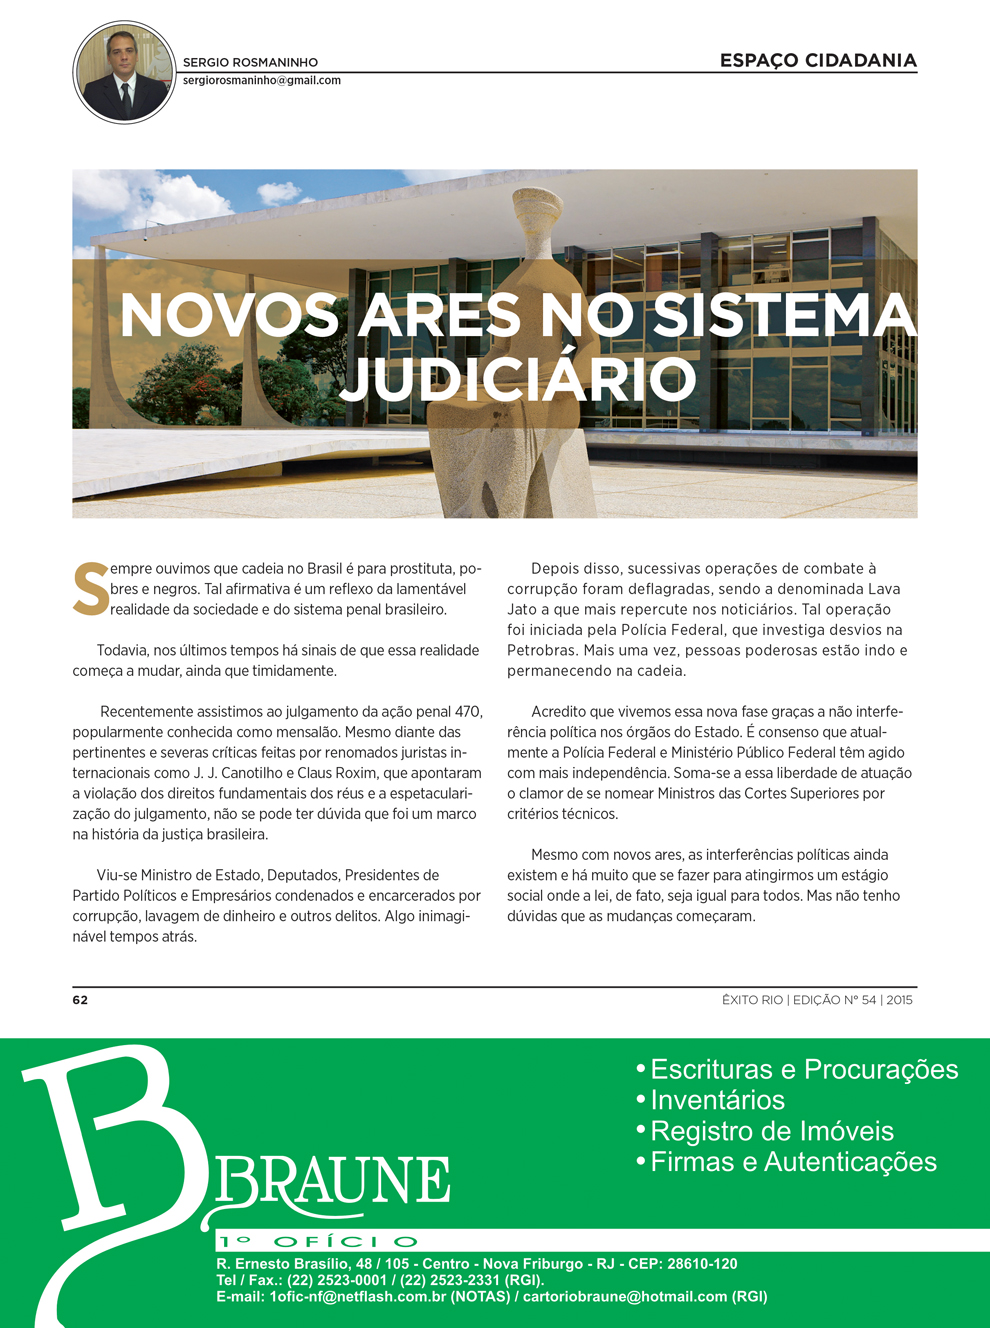 SERGIO ROSMANINHO
sergiorosmaninho@gmail.com
ESPAÇO CIDADANIA
NOVOS ARES NO SISTEMA
JUDICIÁRIO
Sempre ouvimos que cadeia no Brasil é para prostituta, po-
bres e negros. Tal afirmativa é um reflexo da lamentável
realidade da sociedade e do sistema penal brasileiro.
Todavia, nos últimos tempos há sinais de que essa realidade
começa a mudar, ainda que timidamente.
Recentemente assistimos ao julgamento da ação penal 470,
popularmente conhecida como mensalão. Mesmo diante das
pertinentes e severas críticas feitas por renomados juristas in-
ternacionais como J. J. Canotilho e Claus Roxim, que apontaram
a violação dos direitos fundamentais dos réus e a espetaculari-
zação do julgamento, não se pode ter dúvida que foi um marco
na história da justiça brasileira.
Viu-se Ministro de Estado, Deputados, Presidentes de
Partido Políticos e Empresários condenados e encarcerados por
corrupção, lavagem de dinheiro e outros delitos. Algo inimagi-
nável tempos atrás.
Depois disso, sucessivas operações de combate à
corrupção foram deflagradas, sendo a denominada Lava
Jato a que mais repercute nos noticiários. Tal operação
foi iniciada pela Polícia Federal, que investiga desvios na
Petrobras. Mais uma vez, pessoas poderosas estão indo e
permanecendo na cadeia.
Acredito que vivemos essa nova fase graças a não interfe-
rência política nos órgãos do Estado. É consenso que atual-
mente a Polícia Federal e Ministério Público Federal têm agido
com mais independência. Soma-se a essa liberdade de atuação
o clamor de se nomear Ministros das Cortes Superiores por
critérios técnicos.
Mesmo com novos ares, as interferências políticas ainda
existem e há muito que se fazer para atingirmos um estágio
social onde a lei, de fato, seja igual para todos. Mas não tenho
dúvidas que as mudanças começaram.
62
ÊXITO RIO | EDIÇÃO Nº 54 | 2015
B
BRAUNE
1º OFÍCIO
• Escrituras e Procurações
• Inventários
• Registro de Imóveis
• Firmas e Autenticações
R. Ernesto Brasílio, 48 / 105 - Centro - Nova Friburgo - RJ - CEP: 28610-120
Tel / Fax.: (22) 2523-0001 / (22) 2523-2331 (RGI).
E-mail: 1ofic-nf@netflash.com.br (NOTAS) / cartoriobraune@hotmail.com (RGI)